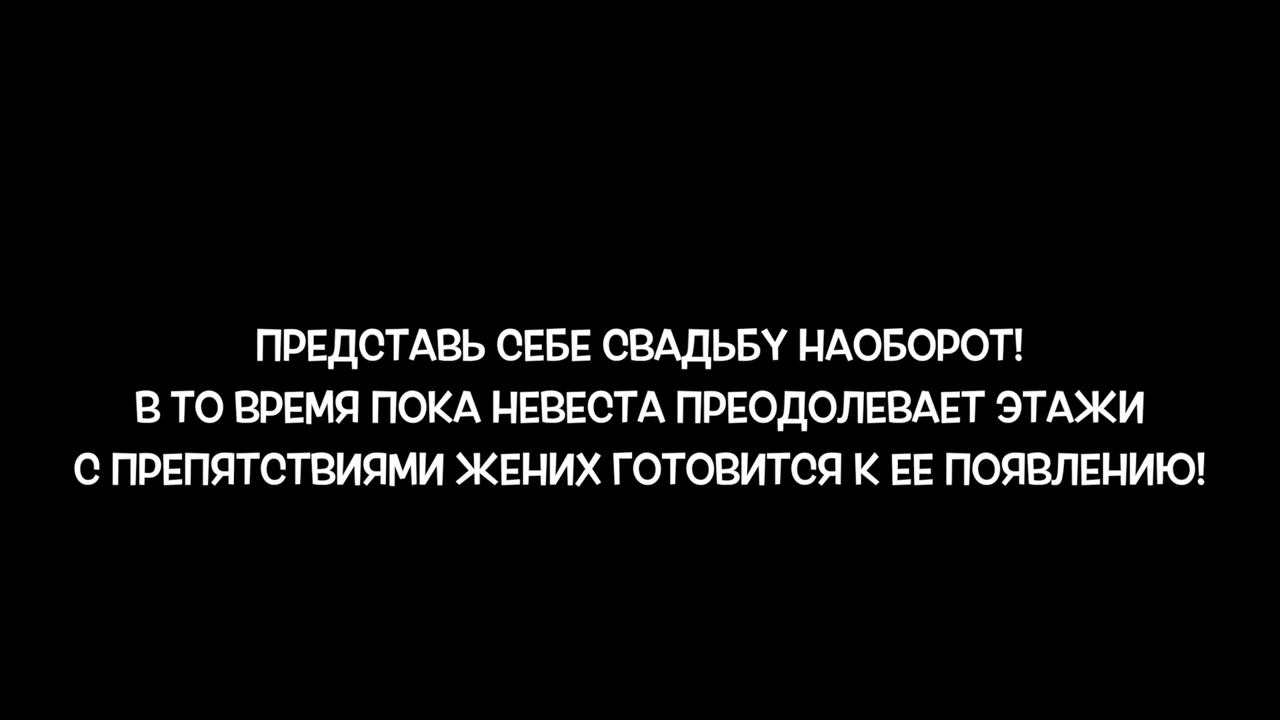 ПРЕДСТАВЬ СЕБЕ СВАДЬБУ НАОБОРОТ!
В ТО ВРЕМЯ ПОКА НЕВЕСТА ПРЕОДОЛЕВАЕТ ЭТАЖИ
С ПРЕПЯТСТВИЯМИ ЖЕНИХ ГОТОВИТСЯ К ЕЕ ПОЯВЛЕНИЮ!